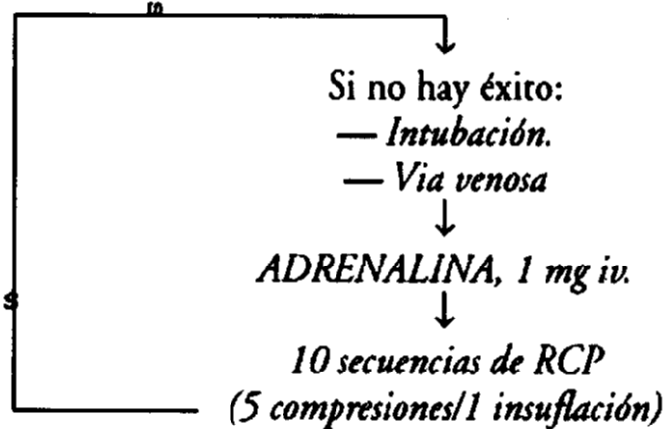 Si no hay éxito:
— Intubación.
— Via venosa
ADRENALINA, 1 mg iv.
10 secuencias de RCP
(5 compresiones/1 insuflación)